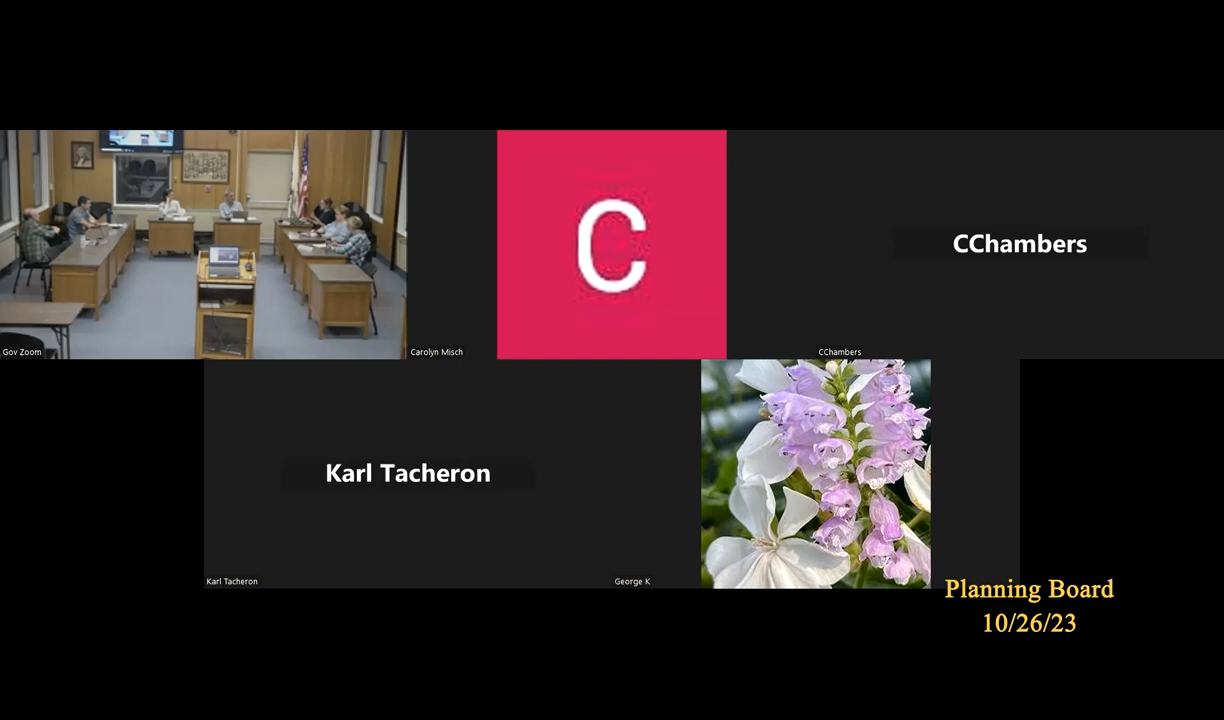 C
CChambers
Gov Zoom
Carolyn Misch
CChambers
Karl Tacheron
Karl Tacheron
George K
Planning Board
10/26/23